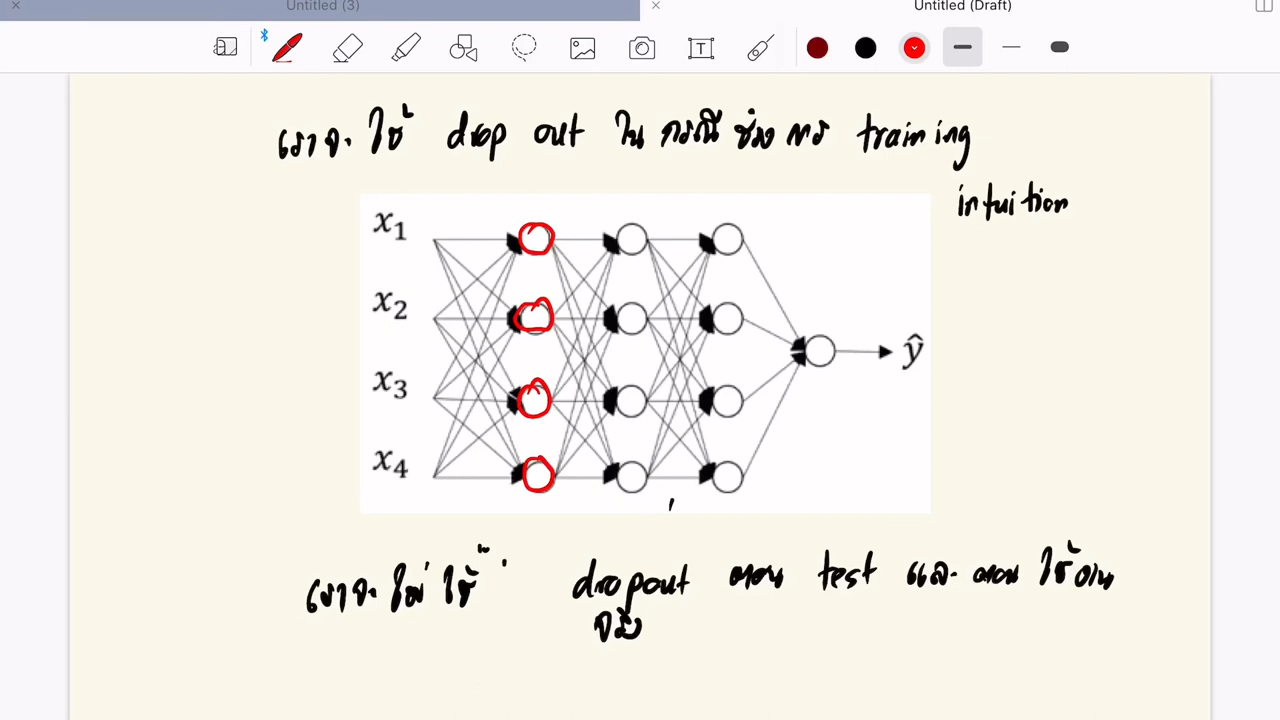 Untitled (3)
Untitled (Draft)
T
เราจะ ใช้ drop out ใน กรณี ช่วง การ training
intuition
x1
x2
x3
x4
ŷ
เราจะ ไม่ ใช้ dropout ตอน test และ ตอน ใช้งาน
จริง